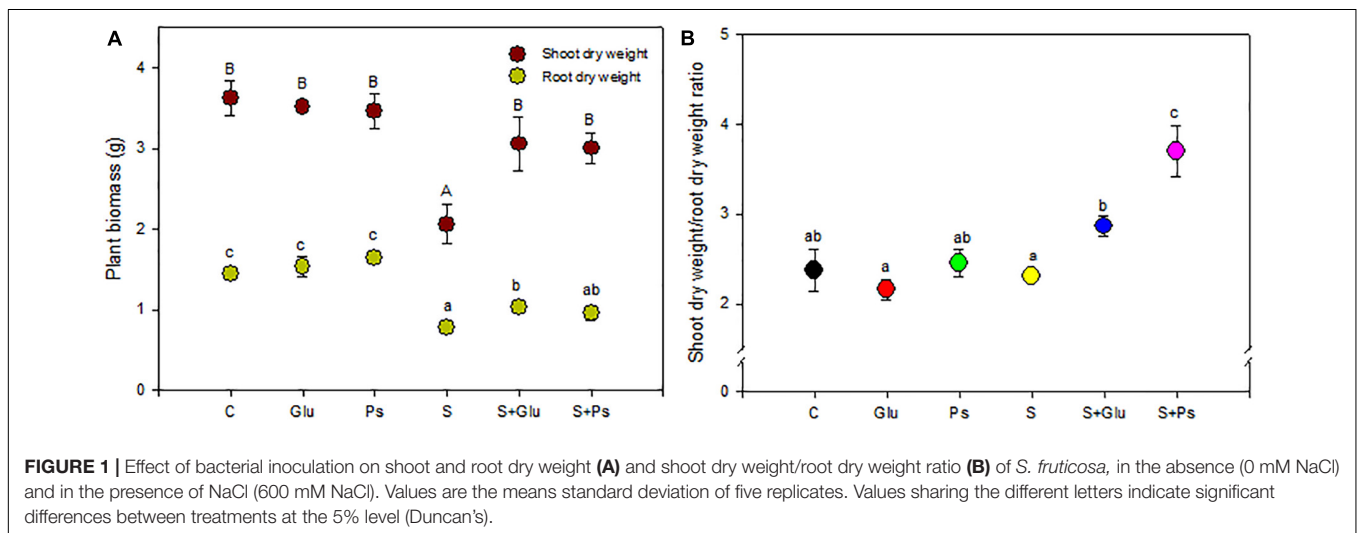 A
Shoot dry weight
Root dry weight
Plant biomass (g)
4
3
2
1
0
B
B
B
A
B
B
c
c
c
a
b
ab
C
Glu
Ps
S
S+Glu
S+Ps
B
Shoot dry weight/root dry weight ratio
5
4
3
2
0
ab
a
ab
a
b
c
C
Glu
Ps
S
S+Glu
S+Ps
FIGURE 1 | Effect of bacterial inoculation on shoot and root dry weight (A) and shoot dry weight/root dry weight ratio (B) of S. fruticosa, in the absence (0 mM NaCl)
and in the presence of NaCl (600 mM NaCl). Values are the means standard deviation of five replicates. Values sharing the different letters indicate significant
differences between treatments at the 5% level (Duncan's).